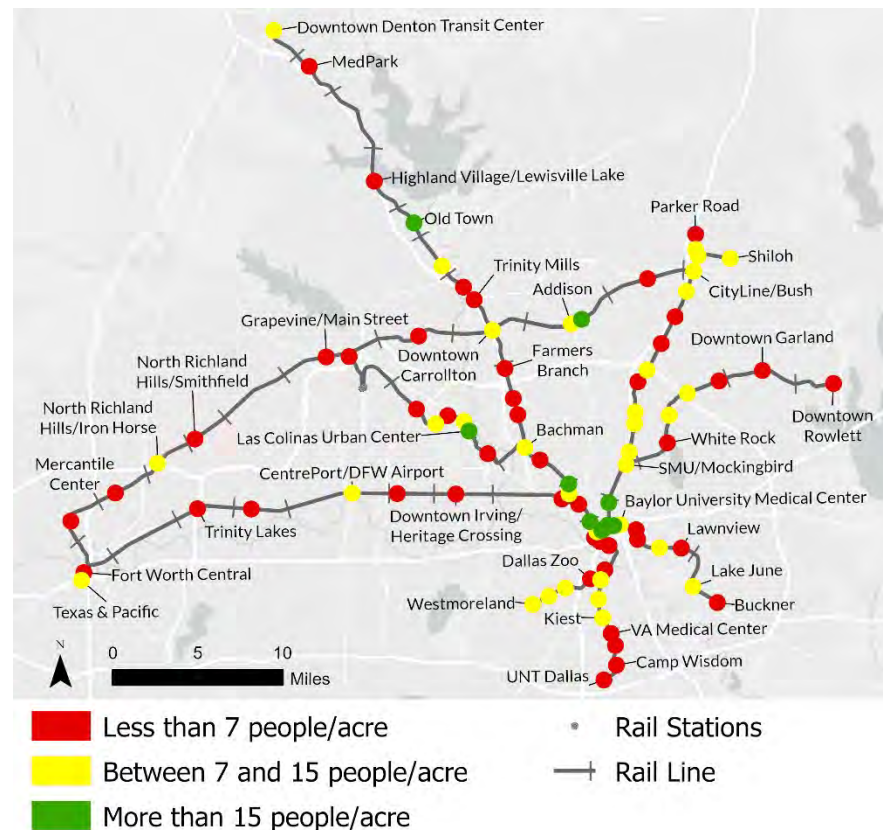 Downtown Denton Transit Center
MedPark
Highland Village/Lewisville Lake
Old Town
Parker Road
Shiloh
Trinity Mills
Addison
CityLine/Bush
Grapevine/Main Street
Downtown Garland
Downtown
Carrollton
Farmers
Branch
North Richland
Hills/Smithfield
North Richland
Hills/Iron Horse
Downtown
Rowlett
Las Colinas Urban Center
Bachman
White Rock
Mercantile
Center
CentrePort/DFW Airport
SMU/Mockingbird
Baylor University Medical Center
Trinity Lakes
Downtown Irving/
Heritage Crossing
Lawnview
Dallas Zoo
Fort Worth Central
Lake June
Texas & Pacific
Westmoreland
Buckner
Kiest
VA Medical Center
Camp Wisdom
UNT Dallas
N
0 5 10
Miles
Less than 7 people/acre
Between 7 and 15 people/acre
More than 15 people/acre
Rail Stations
Rail Line